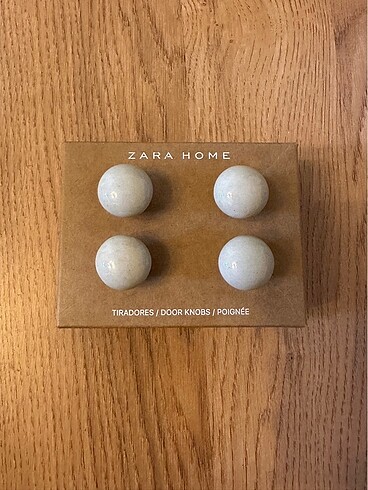 ZARA HOME
TIRADORES / DOOR KNOBS / POIGNÉE